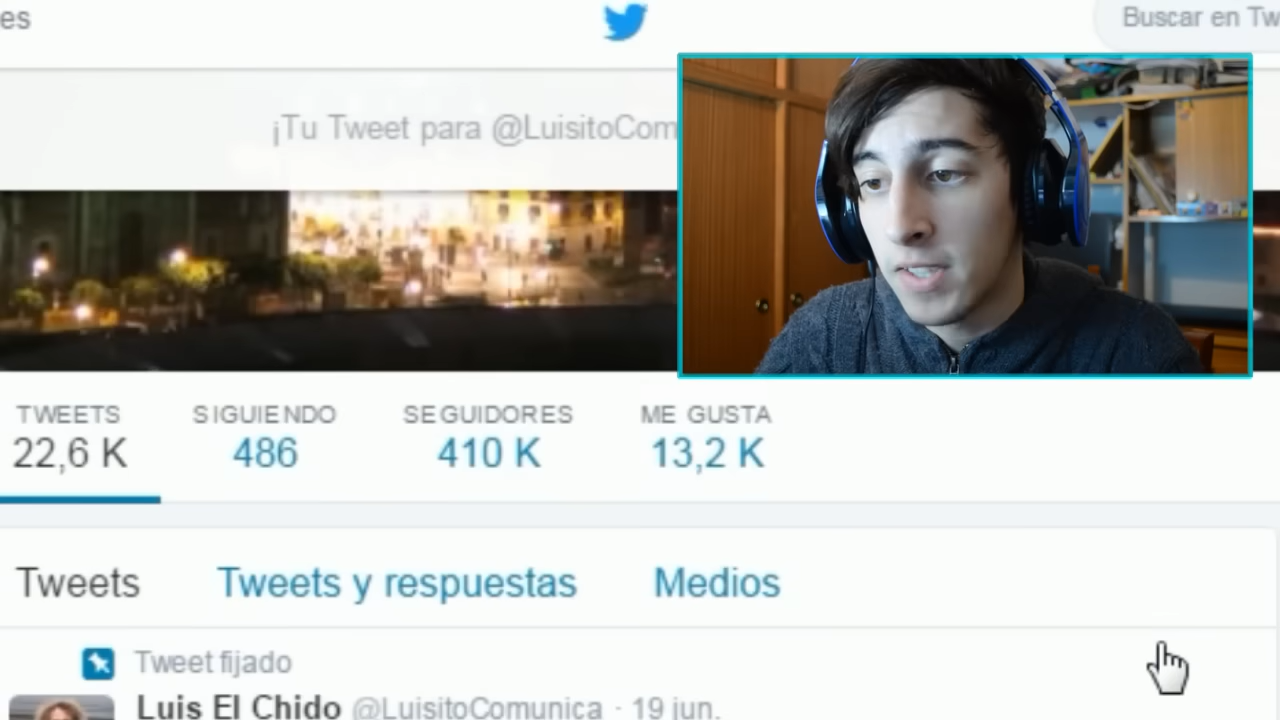 es
Buscar en Tw
¡Tu Tweet para @LuisitoCom
TWEETS SIGUIENDO SEGUIDORES ME GUSTA
22,6 K 486 410 K 13,2 K
Tweets Tweets y respuestas Medios
Tweet fijado
Luis El Chido @LuisitoComunica · 19 jun.